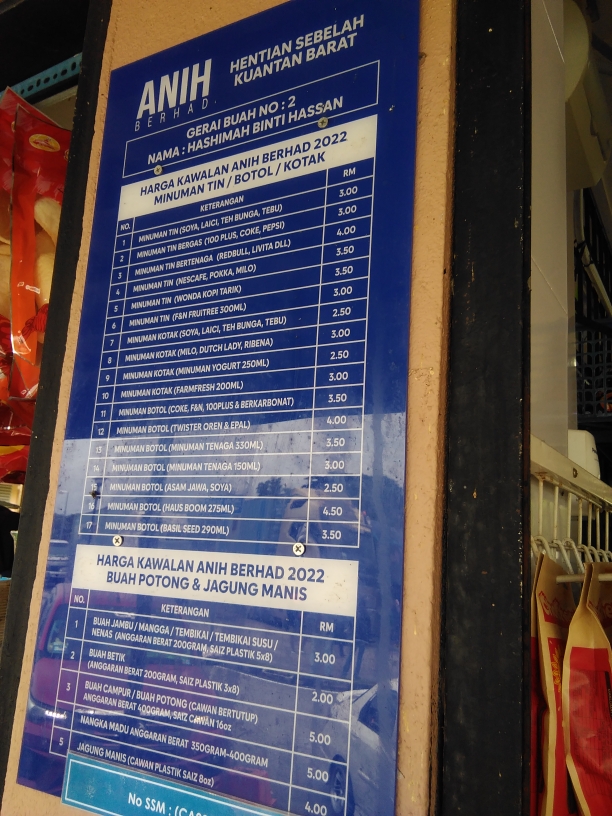 ANIH
BERHAD
HENTIAN SEBELAH
KUANTAN BARAT
GERAI BUAH NO : 2
NAMA : HASHIMAH BINTI HASSAN
HARGA KAWALAN ANIH BERHAD 2022
MINUMAN TIN / BOTOL / KOTAK
NO. KETERANGAN RM
1 MINUMAN TIN (SOYA, LAICI, TEH BUNGA, TEBU) 3.00
2 MINUMAN TIN BERGAS (100 PLUS, COKE, PEPSI) 3.00
3 MINUMAN TIN BERTENAGA (REDBULL, LIVITA DLL) 4.00
4 MINUMAN TIN (NESCAFE, POKKA, MILO) 3.50
5 MINUMAN TIN (WONDA KOPI TARIK) 3.50
6 MINUMAN TIN (F&N FRUITREE 300ML) 3.00
7 MINUMAN KOTAK (SOYA, LAICI, TEH BUNGA, TEBU) 2.50
8 MINUMAN KOTAK (MILO, DUTCH LADY, RIBENA) 3.00
9 MINUMAN KOTAK (MINUMAN YOGURT 250ML) 2.50
10 MINUMAN KOTAK (FARMFRESH 200ML) 3.00
11 MINUMAN BOTOL (COKE, F&N, 100PLUS & BERKARBONAT) 3.50
12 MINUMAN BOTOL (TWISTER OREN & EPAL) 4.00
13 MINUMAN BOTOL (MINUMAN TENAGA 330ML) 3.50
14 MINUMAN BOTOL (MINUMAN TENAGA 150ML) 3.00
15 MINUMAN BOTOL (ASAM JAWA, SOYA) 2.50
16 MINUMAN BOTOL (HAUS BOOM 275ML) 4.50
17 MINUMAN BOTOL (BASIL SEED 290ML) 3.50
HARGA KAWALAN ANIH BERHAD 2022
BUAH POTONG & JAGUNG MANIS
NO. KETERANGAN RM
1 BUAH JAMBU / MANGGA / TEMBIKAI / TEMBIKAI SUSU /
NENAS (ANGGARAN BERAT 200GRAM, SAIZ PLASTIK 5x8) 3.00
2 BUAH BETIK
(ANGGARAN BERAT 200GRAM, SAIZ PLASTIK 3x8) 2.00
3 BUAH CAMPUR / BUAH POTONG (CAWAN BERTUTUP)
ANGGARAN BERAT 400GRAM, SAIZ CAWAN 16oz 5.00
NANGKA MADU ANGGARAN BERAT 350GRAM-400GRAM 5.00
5 JAGUNG MANIS (CAWAN PLASTIK SAIZ 8oz) 4.00
No SSM :